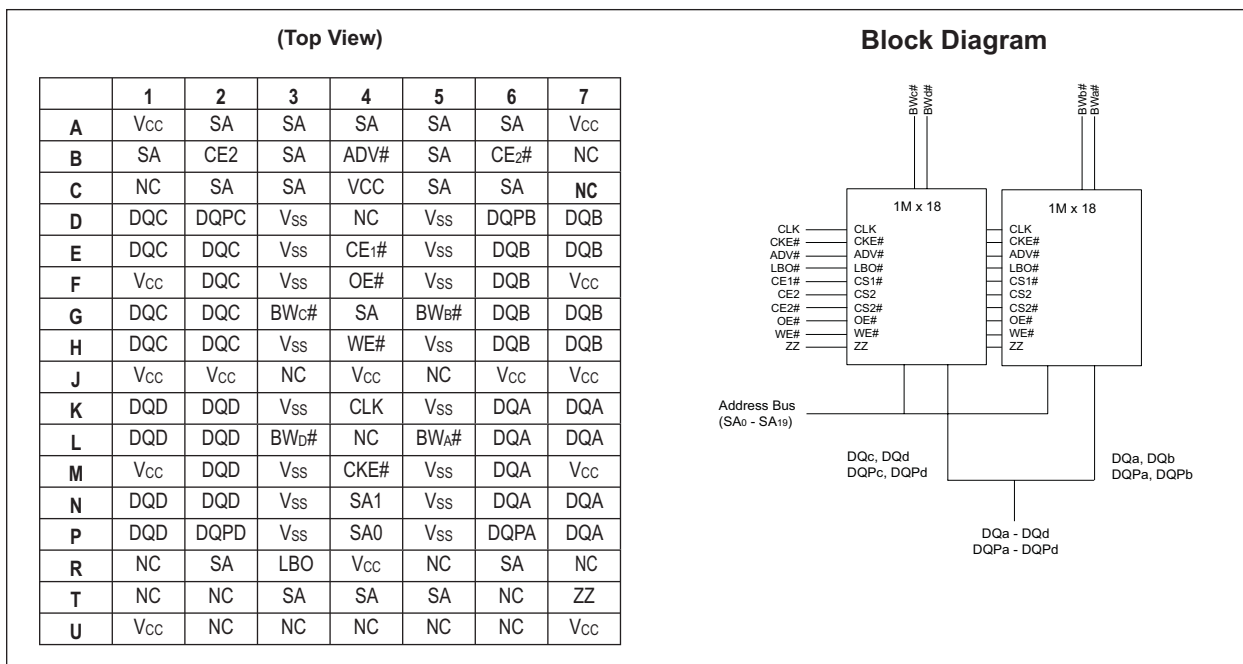 (Top View)
1 2 3 4 5 6 7
A Vcc SA SA SA SA SA Vcc
B SA CE2 SA ADV# SA CE2# NC
C NC SA SA VCC SA SA NC
D DQC DQPC Vss NC Vss DQPB DQB
E DQC DQC Vss CE1# Vss DQB DQB
F Vcc DQC Vss OE# Vss DQB Vcc
G DQC DQC BWc# SA BWB# DQB DQB
H DQC DQC Vss WE# Vss DQB DQB
J Vcc Vcc NC Vcc NC Vcc Vcc
K DQD DQD Vss CLK Vss DQA DQA
L DQD DQD BWD# NC BWA# DQA DQA
M Vcc DQD Vss CKE# Vss DQA Vcc
N DQD DQD Vss SA1 Vss DQA DQA
P DQD DQPD Vss SA0 Vss DQPA DQA
R NC SA LBO Vcc NC SA NC
T NC NC SA SA SA NC ZZ
U Vcc NC NC NC NC NC Vcc
Block Diagram
BWc#
BWd#
BWb#
BWa#
1M x 18
1M x 18
CLK CLK CLK
CKE# CKE# CKE#
ADV# ADV# ADV#
LBO# LBO# LBO#
CE1# CS1# CS1#
CE2 CS2 CS2
CE2# CS2# CS2#
OE# OE# OE#
WE# WE# WE#
ZZ ZZ ZZ
Address Bus
(SA0 - SA19)
DQc, DQd
DQPc, DQPd
DQa, DQb
DQPa, DQPb
DQa - DQd
DQPa - DQPd